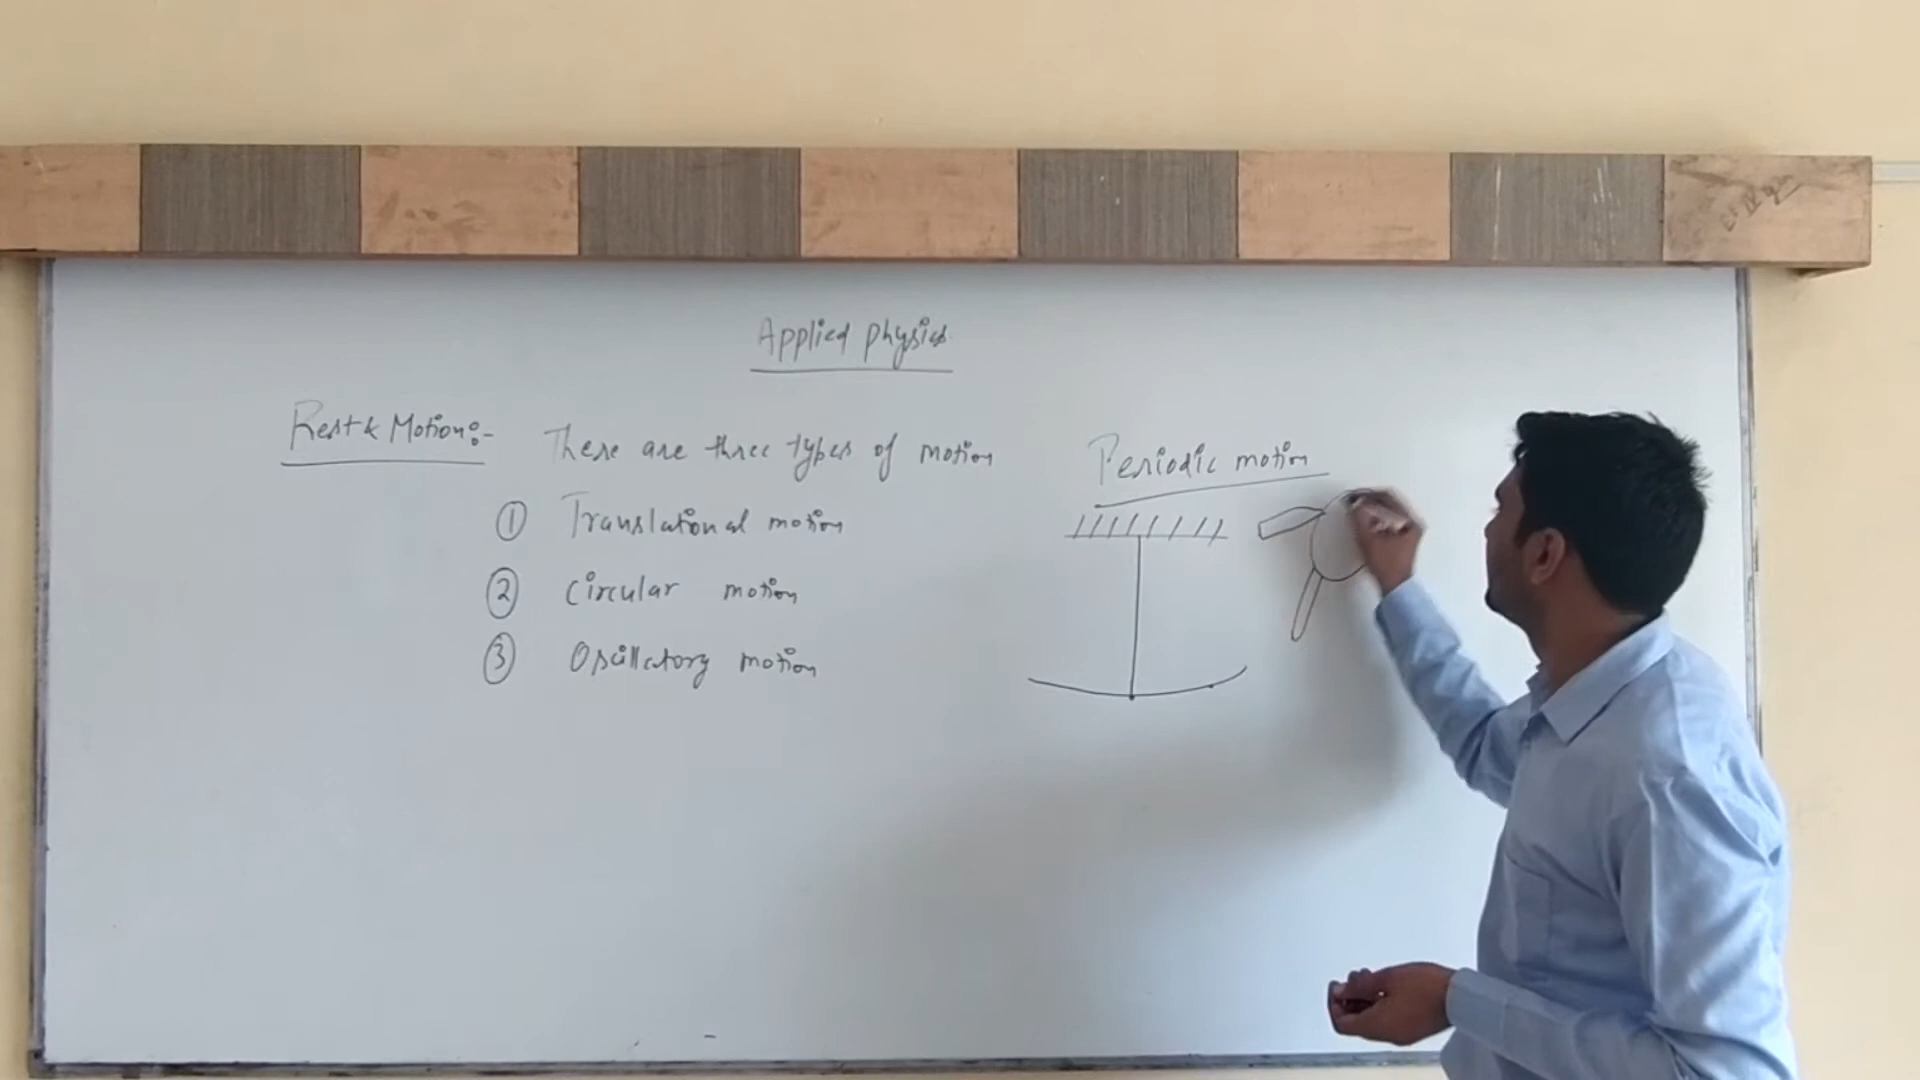 Applied physics
Rest & Motion:-
There are three types of motion
① Translational motion
② Circular motion
③ Oscillatory motion
Periodic motion